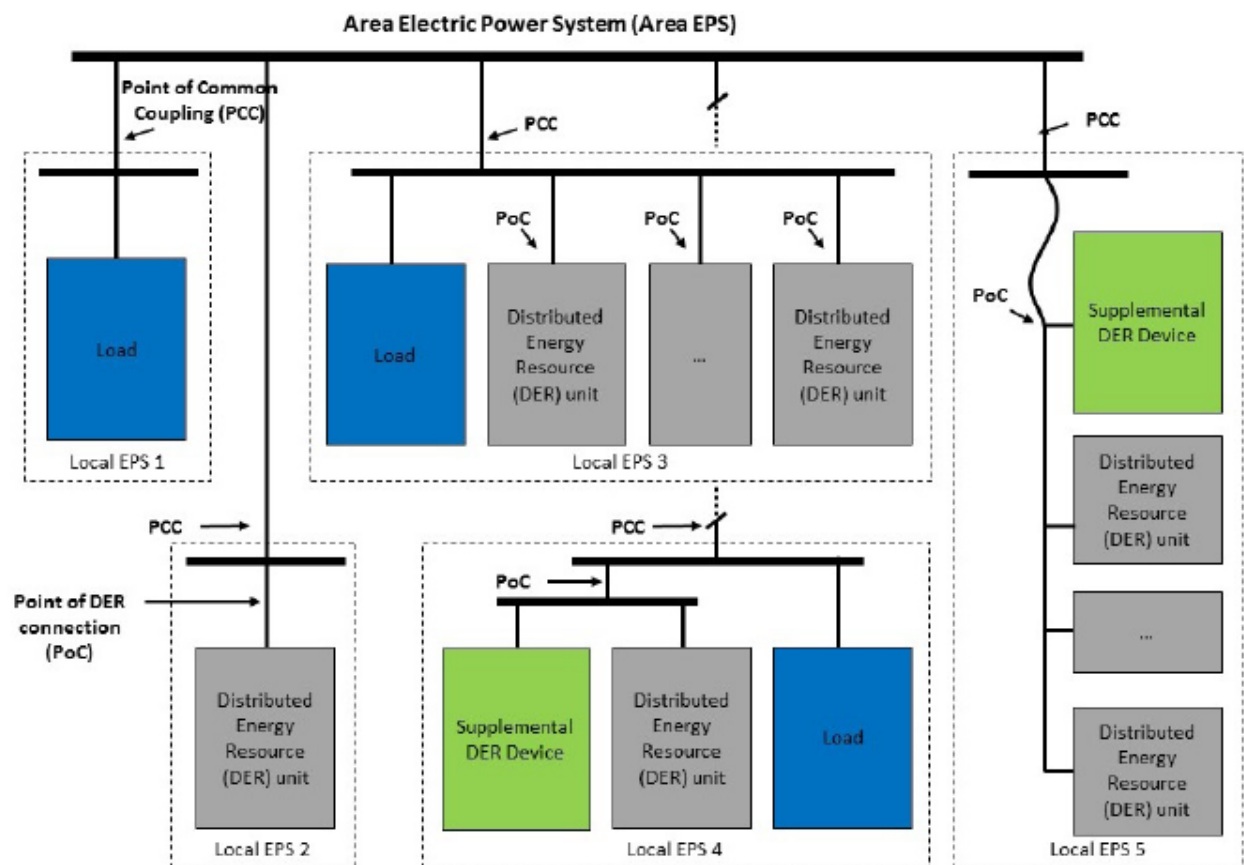 Area Electric Power System (Area EPS)
Point of Common
Coupling (PCC)
PCC
PCC
PoC
PoC
PoC
Load
Load
Distributed
Energy
Resource
(DER) unit
...
Distributed
Energy
Resource
(DER) unit
Local EPS 1
Local EPS 3
PoC
Supplemental
DER Device
Distributed
Energy
Resource
(DER) unit
...
Distributed
Energy
Resource
(DER) unit
Local EPS 5
PCC
Point of DER
connection
(PoC)
Distributed
Energy
Resource
(DER) unit
Local EPS 2
PCC
PoC
Supplemental
DER Device
Distributed
Energy
Resource
(DER) unit
Load
Local EPS 4